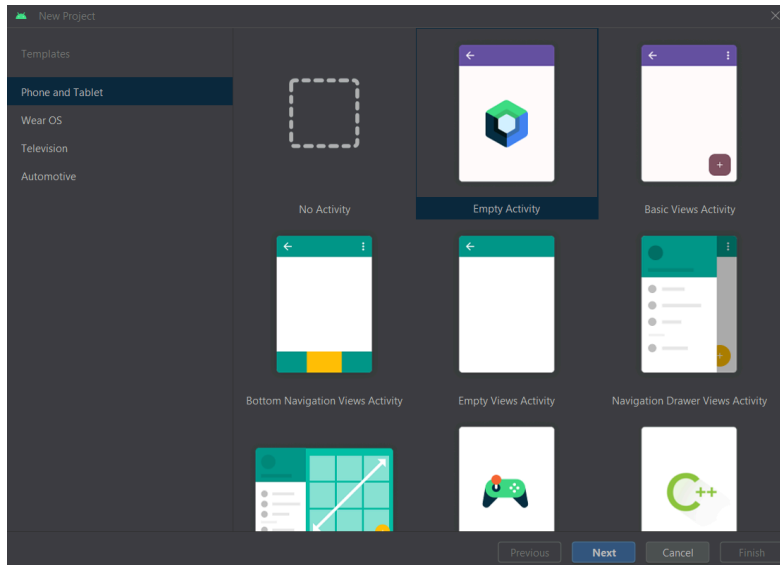 New Project
Templates
Phone and Tablet
Wear OS
Television
Automotive
No Activity
Empty Activity
Basic Views Activity
Bottom Navigation Views Activity
Empty Views Activity
Navigation Drawer Views Activity
C++
Previous
Next
Cancel
Finish